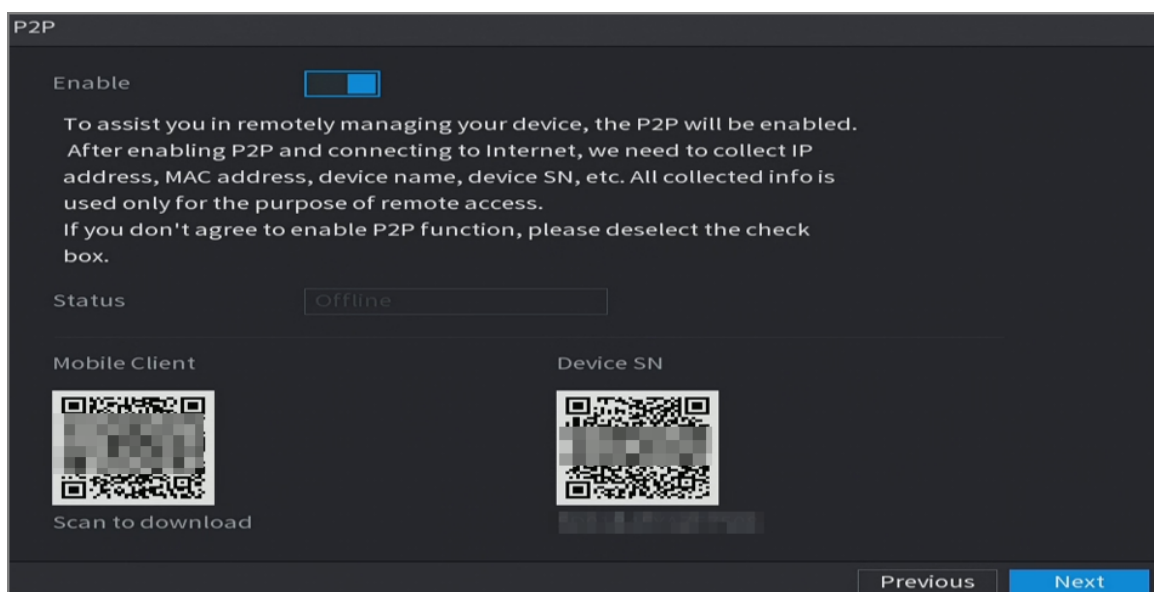 P2P
Enable
To assist you in remotely managing your device, the P2P will be enabled.
After enabling P2P and connecting to Internet, we need to collect IP
address, MAC address, device name, device SN, etc. All collected info is
used only for the purpose of remote access.
If you don't agree to enable P2P function, please deselect the check
box.
Status Offline
Mobile Client Device SN
Scan to download
Previous Next